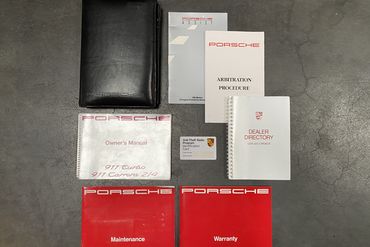 PORSCHE
PORSCHE
ARBITRATION
PROCEDURE
PORSCHE
Owner's Manual
911 Turbo
911 Carrera 2/4
DEALER
DIRECTORY
PORSCHE
Maintenance
PORSCHE
Warranty